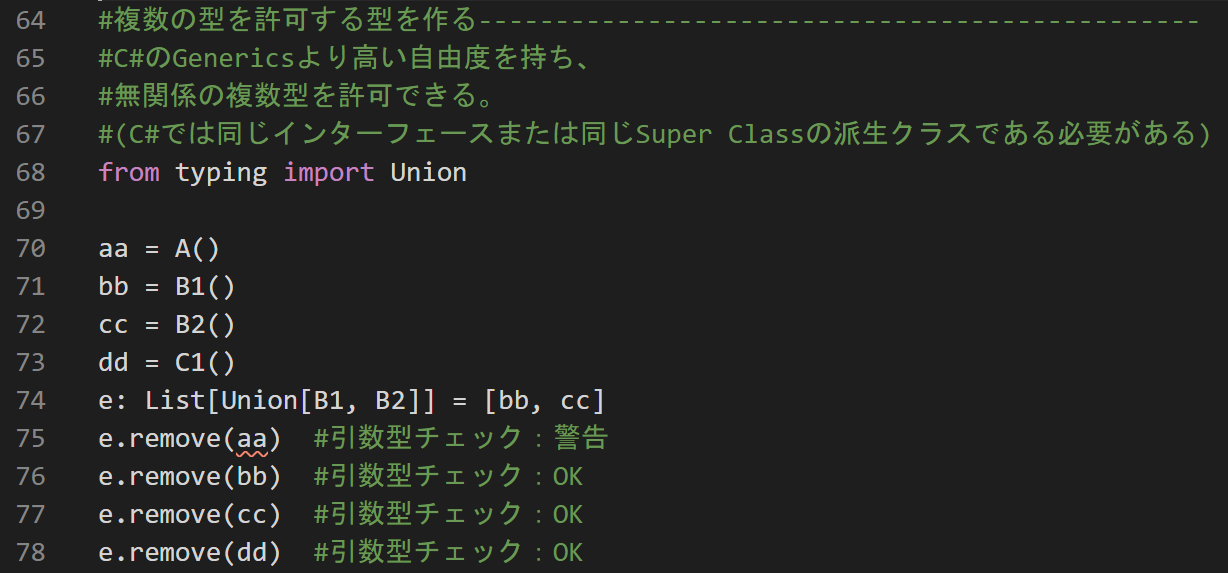 64 #複数の型を許可する型を作る-----------------------------------------------
65 #C#のGenericsより高い自由度を持ち、
66 #無関係の複数型を許可できる。
67 #(C#では同じインターフェースまたは同じSuper Classの派生クラスである必要がある)
68 from typing import Union
69
70 aa = A()
71 bb = B1()
72 cc = B2()
73 dd = C1()
74 e: List[Union[B1, B2]] = [bb, cc]
75 e.remove(aa)  #引数型チェック：警告
76 e.remove(bb)  #引数型チェック：OK
77 e.remove(cc)  #引数型チェック：OK
78 e.remove(dd)  #引数型チェック：OK